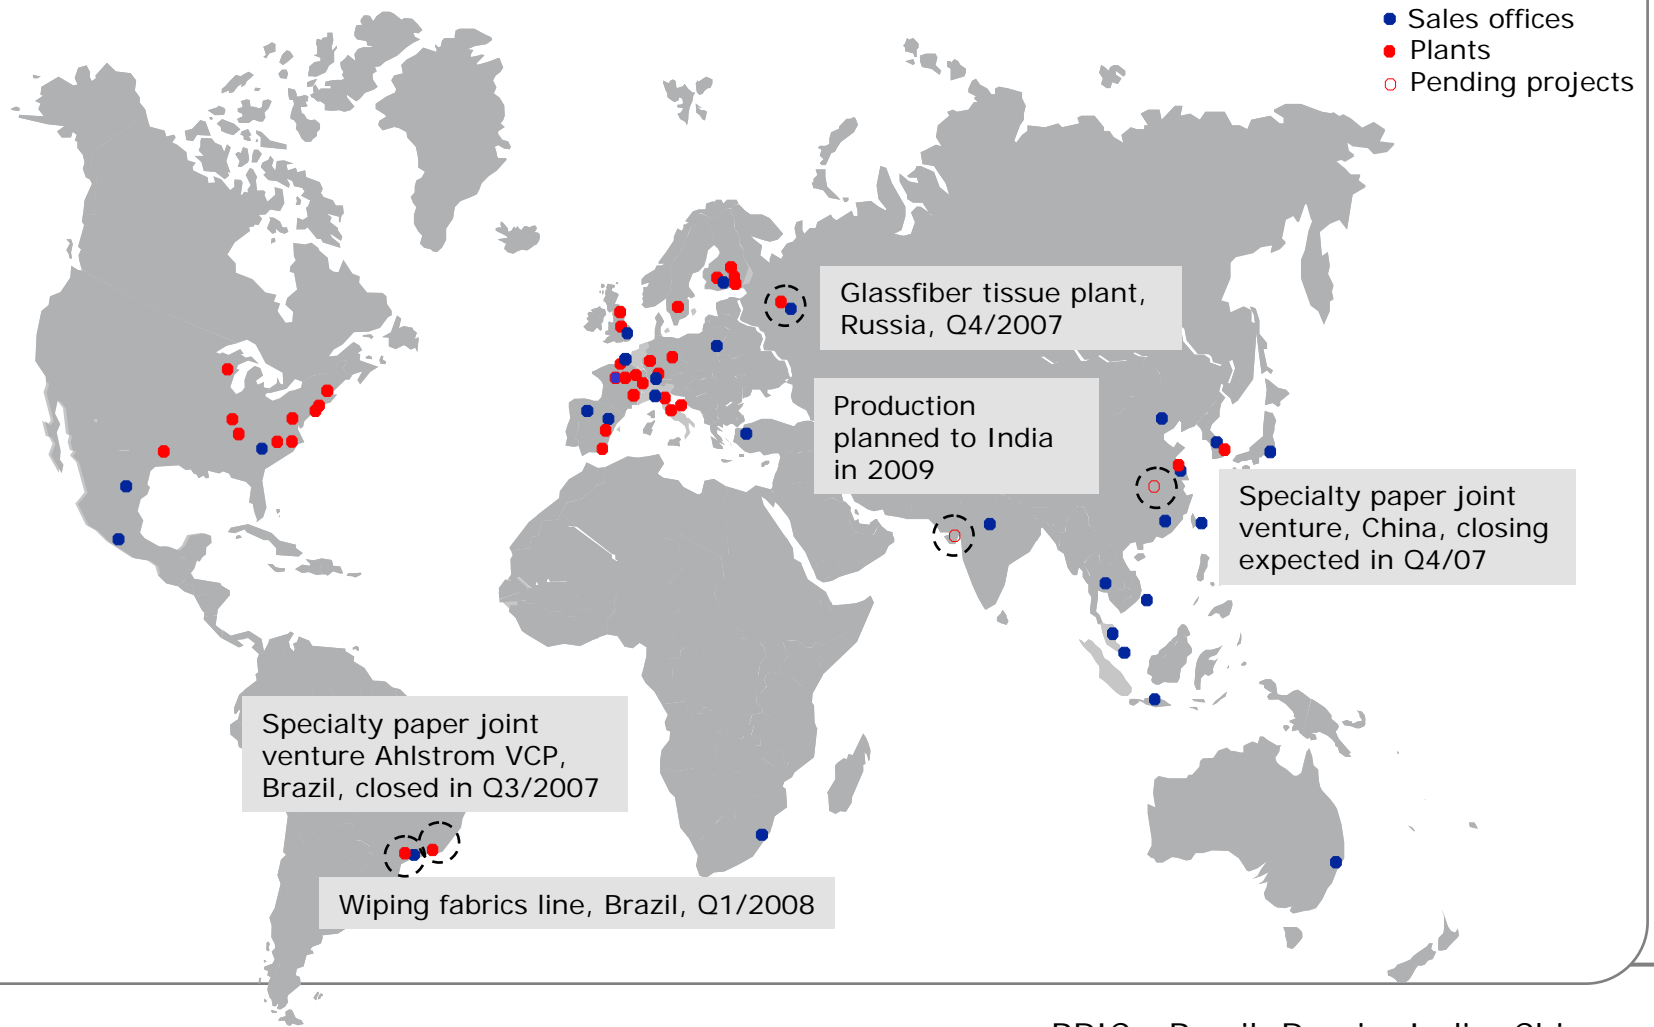 Sales offices
Plants
Pending projects
Glassfiber tissue plant,
Russia, Q4/2007
Production
planned to India
in 2009
Specialty paper joint
venture, China, closing
expected in Q4/07
Specialty paper joint
venture Ahlstrom VCP,
Brazil, closed in Q3/2007
Wiping fabrics line, Brazil, Q1/2008